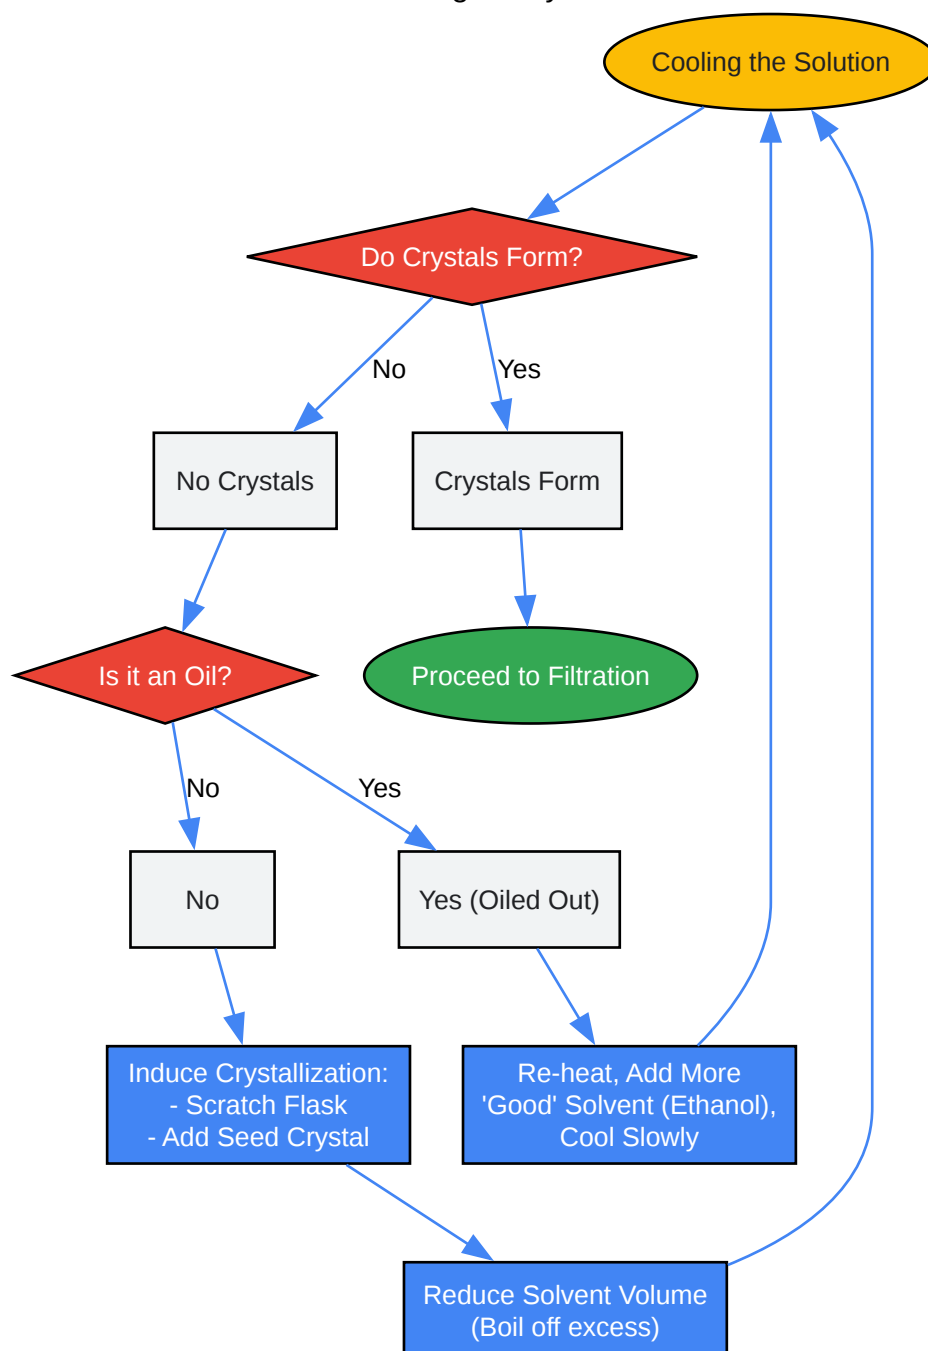 Cooling the Solution
Do Crystals Form?
No
Yes
No Crystals
Crystals Form
Is it an Oil?
Proceed to Filtration
No
Yes
No
Yes (Oiled Out)
Induce Crystallization:
- Scratch Flask
- Add Seed Crystal
Re-heat, Add More
'Good' Solvent (Ethanol),
Cool Slowly
Reduce Solvent Volume
(Boil off excess)